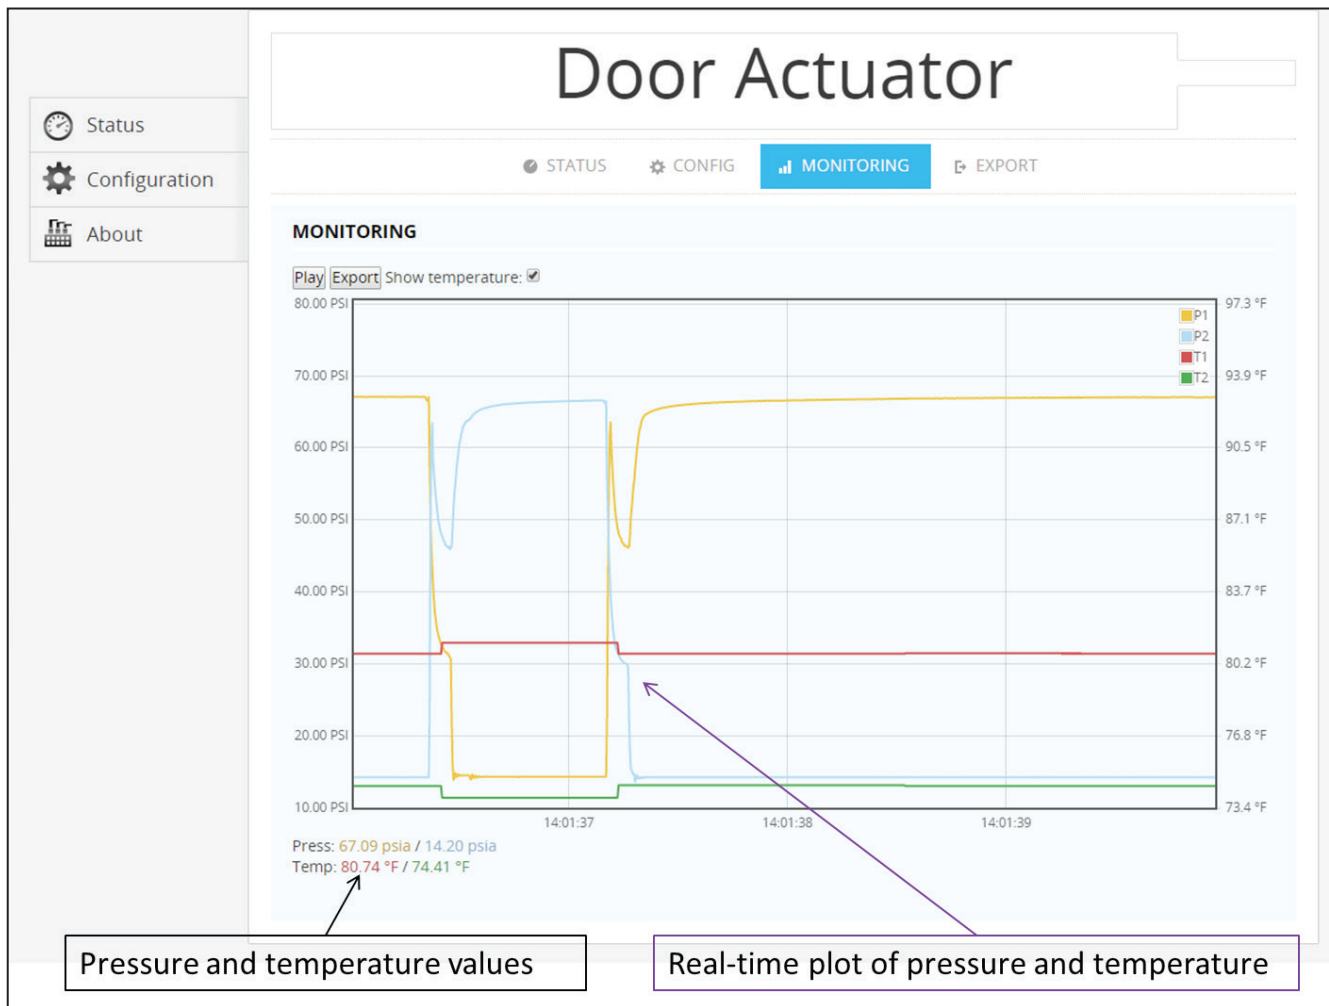 Door Actuator
Status
Configuration
About
STATUS CONFIG MONITORING EXPORT
MONITORING
Play Export Show temperature:
80.00 PSI 97.3 °F
P1
P2
T1
T2
70.00 PSI 93.9 °F
60.00 PSI 90.5 °F
50.00 PSI 87.1 °F
40.00 PSI 83.7 °F
30.00 PSI 80.2 °F
20.00 PSI 76.8 °F
10.00 PSI 73.4 °F
14:01:37 14:01:38 14:01:39
Press: 67.09 psia / 14.20 psia
Temp: 80.74 °F / 74.41 °F
Pressure and temperature values
Real-time plot of pressure and temperature